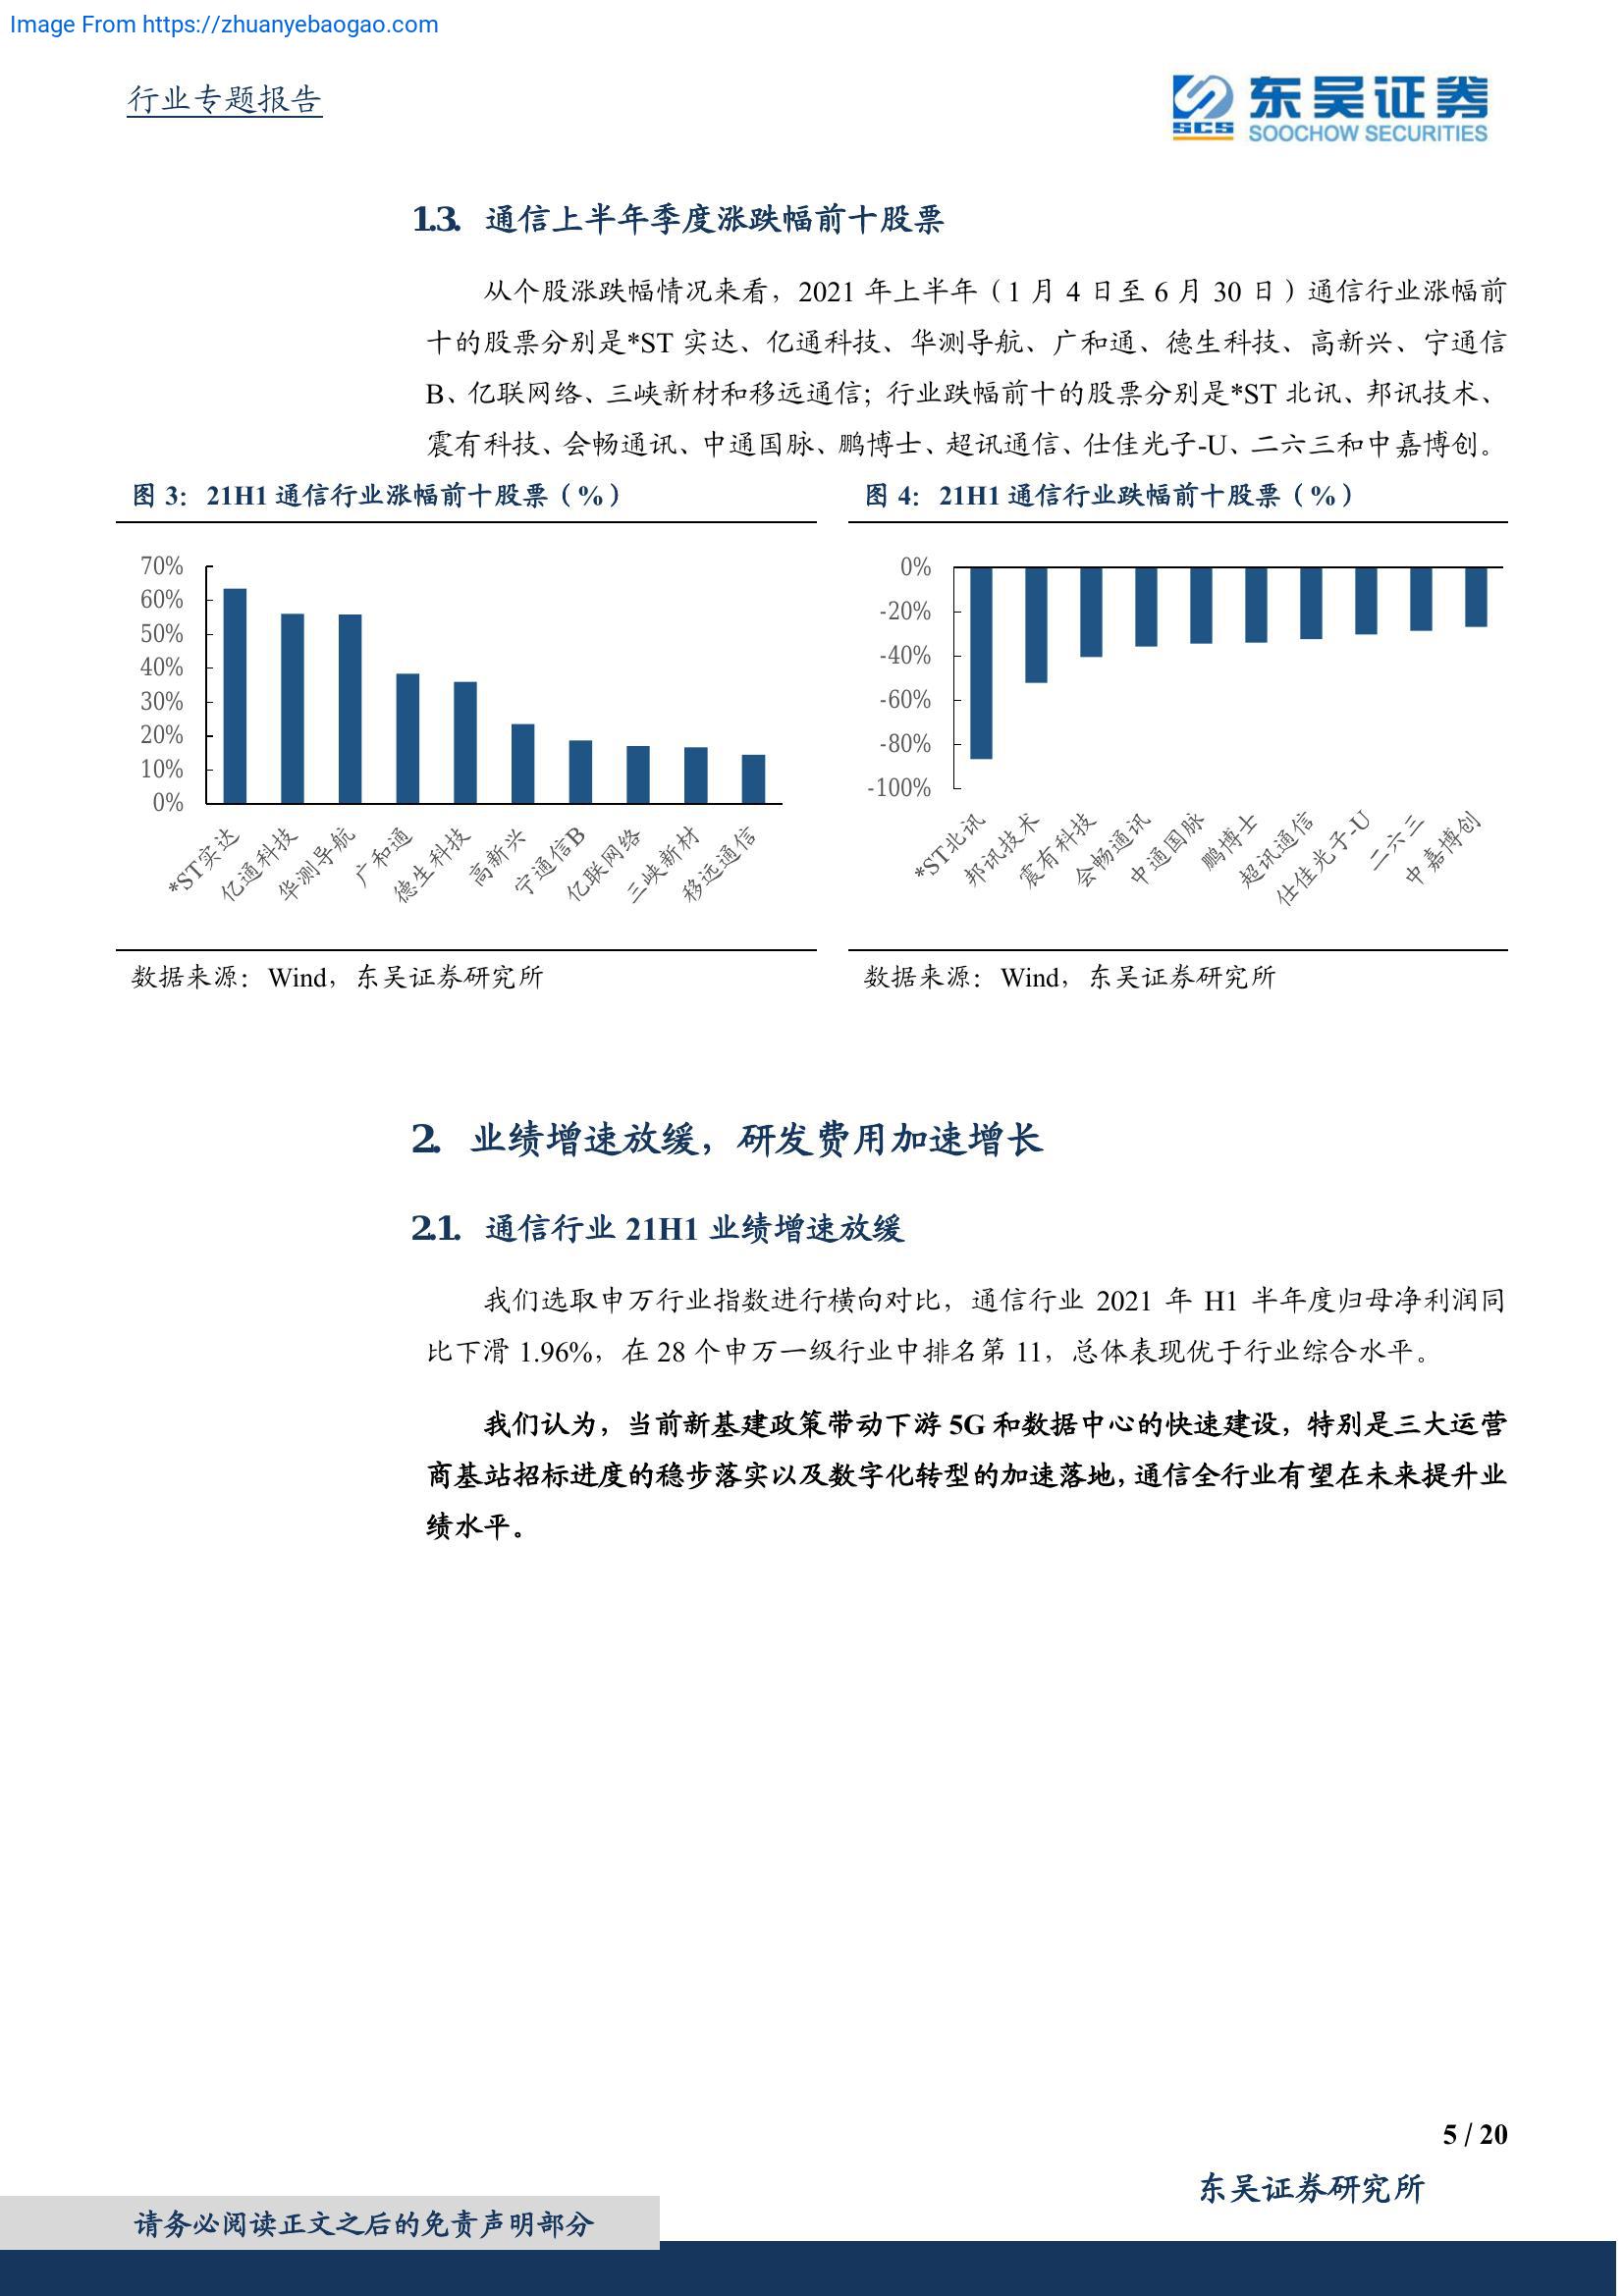 Image From https://zhuanyebaogao.com
行业专题报告
SCS 东吴证券
SOOCHOW SECURITIES
1.3. 通信上半年季度涨跌幅前十股票
从个股涨跌幅情况来看，2021 年上半年（1 月 4 日至 6 月 30 日）通信行业涨幅前
十的股票分别是*ST 实达、亿通科技、华测导航、广和通、德生科技、高新兴、宁通信
B、亿联网络、三峡新材和移远通信；行业跌幅前十的股票分别是*ST 北讯、邦讯技术、
震有科技、会畅通讯、中通国脉、鹏博士、超讯通信、仕佳光子-U、二六三和中嘉博创。
图 3： 21H1 通信行业涨幅前十股票（%）
70%
60%
50%
40%
30%
20%
10%
0%
*ST实达
亿通科技
华测导航
广和通
德生科技
高新兴
宁通信B
亿联网络
三峡新材
移远通信
数据来源：Wind，东吴证券研究所
图 4： 21H1 通信行业跌幅前十股票（%）
0%
-20%
-40%
-60%
-80%
-100%
*ST北讯
邦讯技术
震有科技
会畅通讯
中通国脉
鹏博士
超讯通信
仕佳光子-U
二六三
中嘉博创
数据来源：Wind，东吴证券研究所
2. 业绩增速放缓，研发费用加速增长
2.1. 通信行业 21H1 业绩增速放缓
我们选取申万行业指数进行横向对比，通信行业 2021 年 H1 半年度归母净利润同
比下滑 1.96%，在 28 个申万一级行业中排名第 11，总体表现优于行业综合水平。
我们认为，当前新基建政策带动下游 5G 和数据中心的快速建设，特别是三大运营
商基站招标进度的稳步落实以及数字化转型的加速落地，通信全行业有望在未来提升业
绩水平。
5 / 20
东吴证券研究所
请务必阅读正文之后的免责声明部分